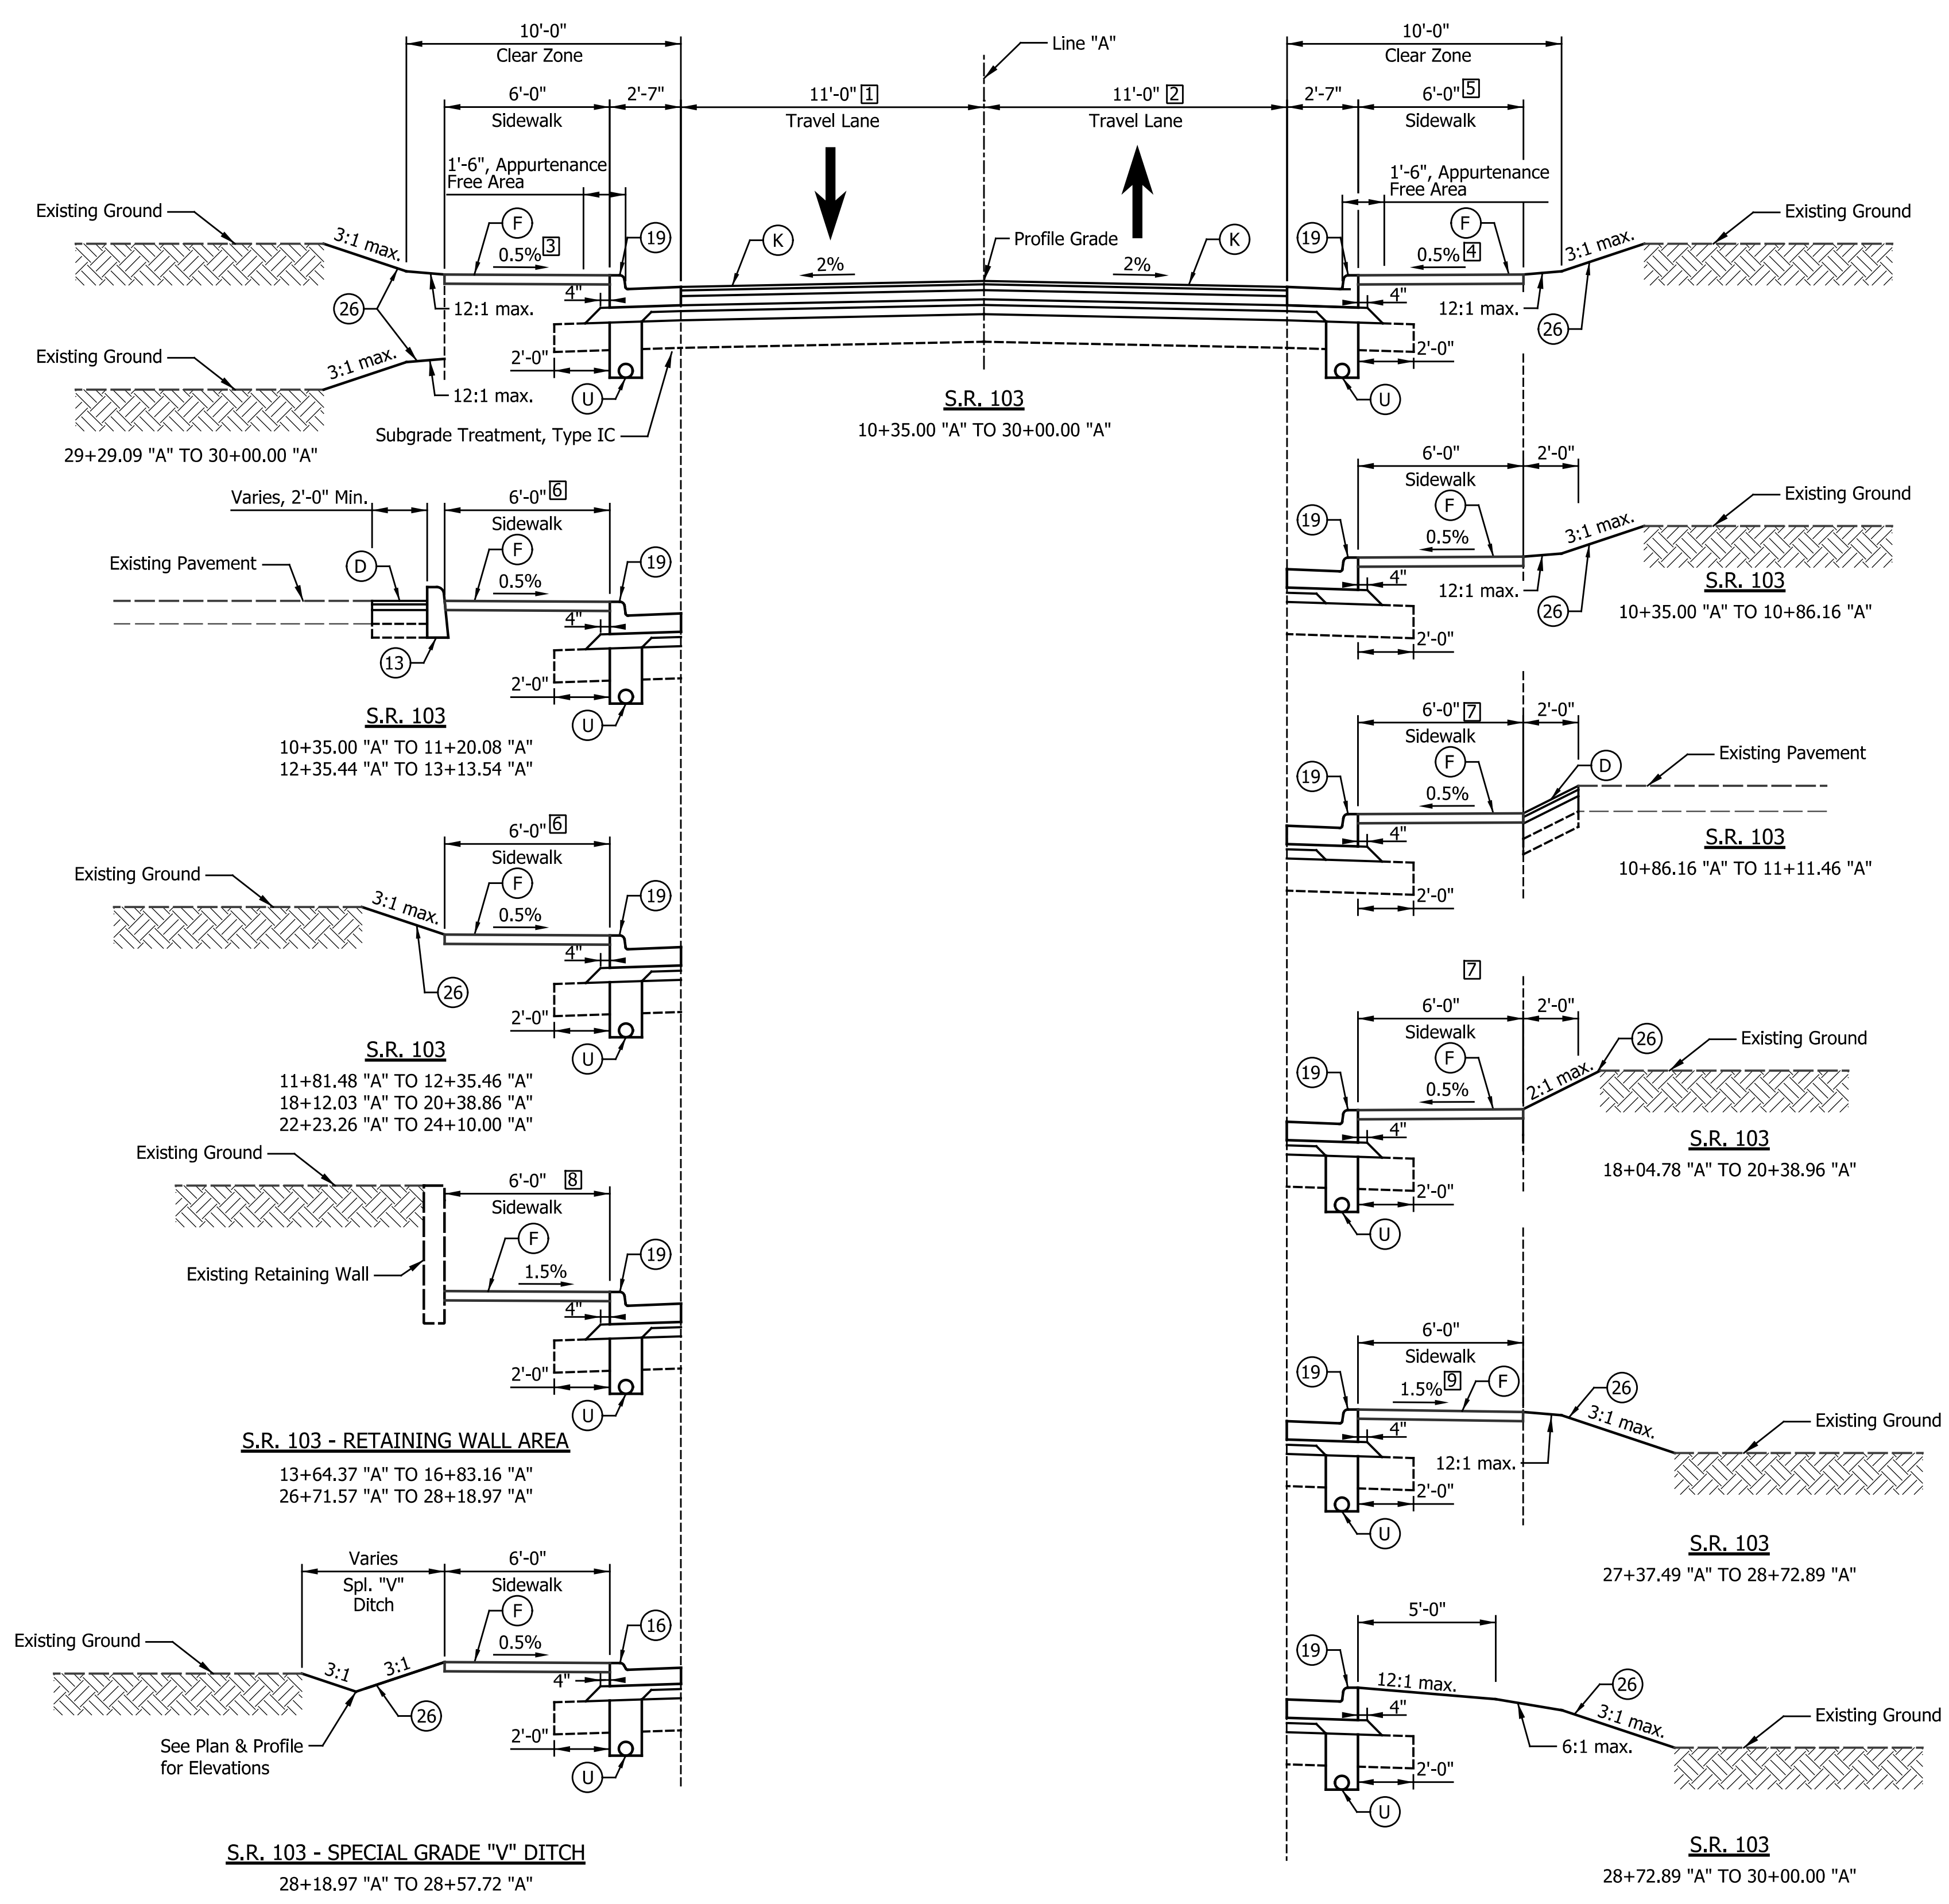 10'-0"
Clear Zone
Line "A"
10'-0"
Clear Zone
6'-0"
Sidewalk
2'-7"
11'-0" 1
Travel Lane
11'-0" 2
Travel Lane
2'-7"
6'-0" 5
Sidewalk
1'-6", Appurtenance
Free Area
1'-6", Appurtenance
Free Area
Existing Ground
3:1 max.
F
0.5% 3
19
K
2%
Profile Grade
2%
K
19
0.5% 4
F
3:1 max.
Existing Ground
4"
4"
26
12:1 max.
12:1 max.
26
Existing Ground
3:1 max.
12:1 max.
2'-0"
U
2'-0"
U
Subgrade Treatment, Type IC
S.R. 103
10+35.00 "A" TO 30+00.00 "A"
29+29.09 "A" TO 30+00.00 "A"
Varies, 2'-0" Min.
6'-0" 6
Sidewalk
Existing Pavement
D
F
0.5%
19
4"
13
2'-0"
U
S.R. 103
10+35.00 "A" TO 11+20.08 "A"
12+35.44 "A" TO 13+13.54 "A"
6'-0" 6
Sidewalk
Existing Ground
3:1 max.
F
0.5%
19
4"
26
2'-0"
U
S.R. 103
11+81.48 "A" TO 12+35.46 "A"
18+12.03 "A" TO 20+38.86 "A"
22+23.26 "A" TO 24+10.00 "A"
Existing Ground
6'-0" 8
Sidewalk
F
1.5%
19
Existing Retaining Wall
4"
2'-0"
U
S.R. 103 - RETAINING WALL AREA
13+64.37 "A" TO 16+83.16 "A"
26+71.57 "A" TO 28+18.97 "A"
Varies
Spl. "V"
Ditch
6'-0"
Sidewalk
Existing Ground
3:1
3:1
F
0.5%
16
4"
26
See Plan & Profile
for Elevations
2'-0"
U
S.R. 103 - SPECIAL GRADE "V" DITCH
28+18.97 "A" TO 28+57.72 "A"
6'-0"
Sidewalk
2'-0"
19
F
0.5%
3:1 max.
Existing Ground
4"
12:1 max.
26
2'-0"
S.R. 103
10+35.00 "A" TO 10+86.16 "A"
6'-0" 7
Sidewalk
2'-0"
19
F
0.5%
D
Existing Pavement
4"
2'-0"
S.R. 103
10+86.16 "A" TO 11+11.46 "A"
7
6'-0"
Sidewalk
2'-0"
19
F
0.5%
2:1 max.
26
Existing Ground
4"
2'-0"
U
S.R. 103
18+04.78 "A" TO 20+38.96 "A"
6'-0"
Sidewalk
19
1.5% 9
F
26
3:1 max.
Existing Ground
4"
12:1 max.
2'-0"
U
S.R. 103
27+37.49 "A" TO 28+72.89 "A"
5'-0"
19
12:1 max.
26
3:1 max.
Existing Ground
4"
6:1 max.
2'-0"
U
S.R. 103
28+72.89 "A" TO 30+00.00 "A"